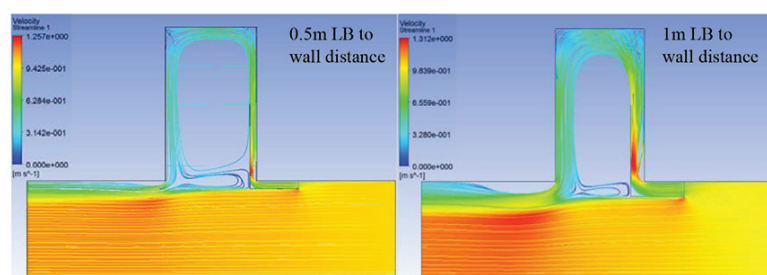 Velocity
Streamline 1
1.257e+000
9.425e-001
6.284e-001
3.142e-001
0.000e+000
[m s^-1]
0.5m LB to
wall distance
Velocity
Streamline 1
1.312e+000
9.839e-001
6.559e-001
3.280e-001
0.000e+000
[m s^-1]
1m LB to
wall distance